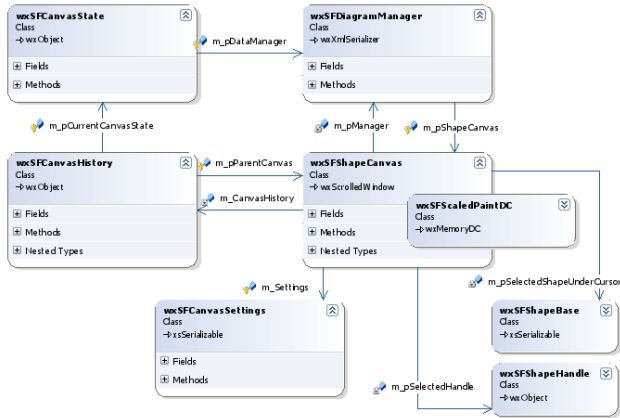 wxSFCanvasState
Class
wxObject
Fields
Methods
m_pDataManager
wxSFDiagramManager
Class
wxXmlSerializer
Fields
Methods
m_pCurrentCanvasState
m_pManager
m_pShapeCanvas
wxSFCanvasHistory
Class
wxObject
Fields
Methods
Nested Types
m_pParentCanvas
m_CanvasHistory
wxSFShapeCanvas
Class
wxScrolledWindow
Fields
Methods
Nested Types
wxSFScaledPaintDC
Class
wxMemoryDC
m_Settings
m_pSelectedShapeUnderCursor
wxSFCanvasSettings
Class
xsSerializable
Fields
Methods
wxSFShapeBase
Class
xsSerializable
m_pSelectedHandle
wxSFShapeHandle
Class
wxObject